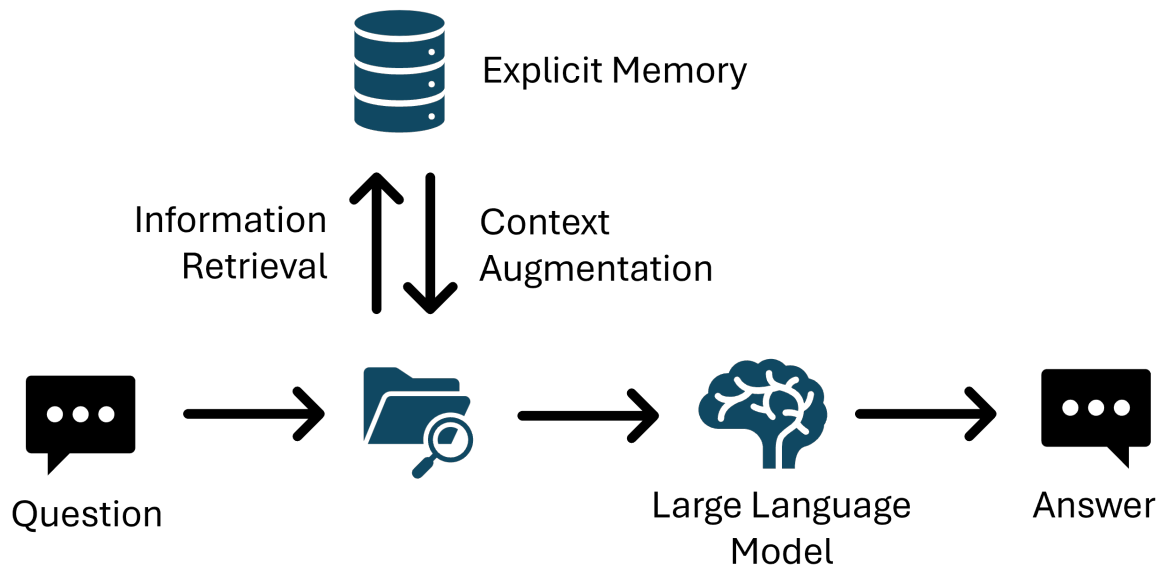 Explicit Memory
Information
Retrieval
Context
Augmentation
Question
Large Language
Model
Answer